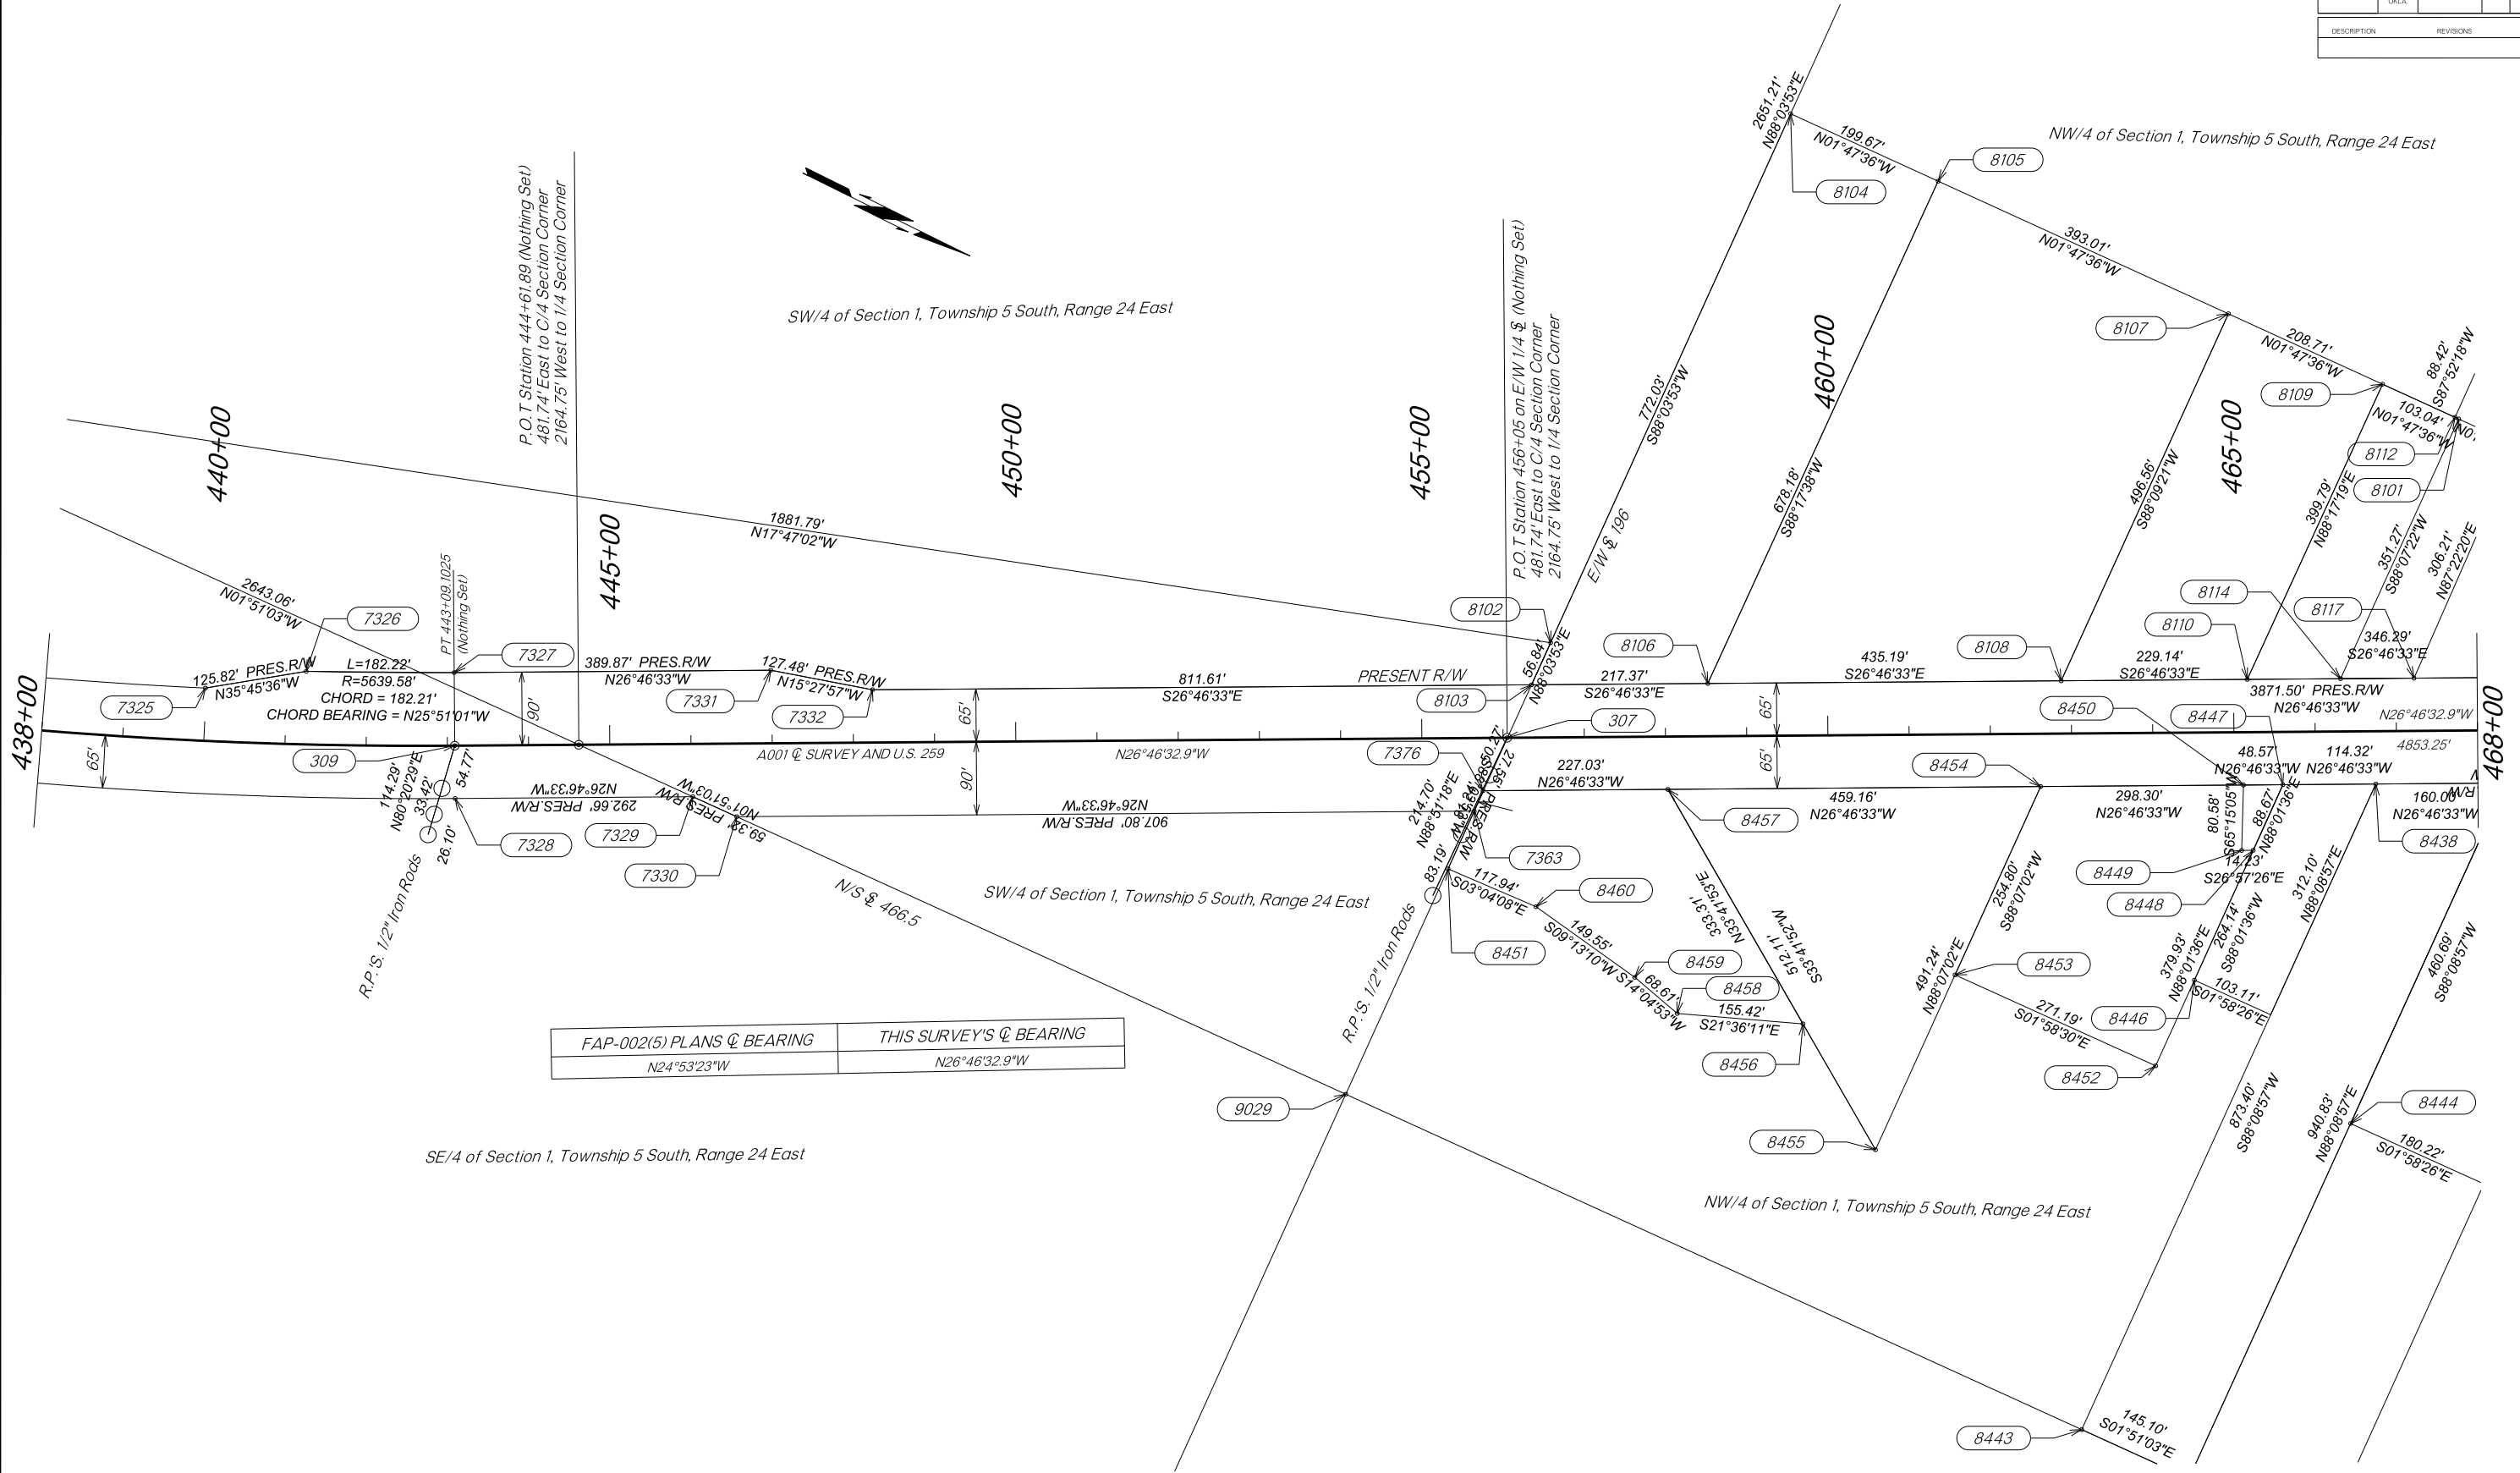 OKLA.
DESCRIPTION
REVISIONS
NW/4 of Section 1, Township 5 South, Range 24 East
2651.21'
N88°03'53"E
199.67'
N01°47'36"W
8105
8104
393.01'
N01°47'36"W
8107
208.71'
N01°47'36"W
88.42'
S87°52'18"W
8109
103.04'
N01°47'36"W
8112
8101
P.O.T Station 444+61.89 (Nothing Set)
481.74' East to C/4 Section Corner
2164.75' West to 1/4 Section Corner
SW/4 of Section 1, Township 5 South, Range 24 East
P.O.T Station 456+05 on E/W 1/4 ℄ (Nothing Set)
481.74' East to C/4 Section Corner
2164.75' West to 1/4 Section Corner
438+00
440+00
445+00
450+00
455+00
460+00
465+00
468+00
772.03'
S88°03'53"W
678.18'
S88°17'38"W
496.56'
S88°09'21"W
399.79'
N88°17'19"E
351.27'
S88°07'22"W
306.21'
N87°22'20"E
E/W ℄ 196
1881.79'
N17°47'02"W
2643.06'
N01°51'03"W
PT 443+09.1025
(Nothing Set)
7326
7327
7325
125.82' PRES.R/W
N35°45'36"W
L=182.22'
R=5639.58'
CHORD = 182.21'
CHORD BEARING = N25°51'01"W
389.87' PRES.R/W
N26°46'33"W
127.48' PRES.R/W
N15°27'57"W
7331
7332
811.61'
S26°46'33"E
PRESENT R/W
8102
56.84'
N88°03'53"E
8103
8106
217.37'
S26°46'33"E
435.19'
S26°46'33"E
8108
229.14'
S26°46'33"E
8110
8114
8117
346.29'
S26°46'33"E
3871.50' PRES.R/W
N26°46'33"W
N26°46'32.9"W
4853.25'
65'
90'
65'
90'
65'
65'
309
307
A001 ℄ SURVEY AND U.S. 259
N26°46'32.9"W
7376
50.27'
27.56' PRES.R/W
8450
8447
48.57'
N26°46'33"W
114.32'
N26°46'33"W
R/W
160.00'
N26°46'33"W
8438
114.29'
N80°20'29"E
33.42'
54.77'
26.10'
R.P.'S. 1/2" Iron Rods
7328
292.66' PRES.R/W
N26°46'33"W
7329
7330
59.32' PRES.R/W
N01°51'03"W
907.80' PRES.R/W
N26°46'33"W
214.70'
N88°51'18"E
83.19'
227.03'
N26°46'33"W
8454
459.16'
N26°46'33"W
8457
298.30'
N26°46'33"W
80.58'
S65°15'05"W
88.67'
N88°01'36"E
8449
14.23'
S26°57'26"E
8448
7363
SW/4 of Section 1, Township 5 South, Range 24 East
N/S ℄ 466.5
117.94'
S03°04'08"E
8460
8451
149.55'
S09°13'10"W
8459
68.61'
S14°04'53"W
8458
155.42'
S21°36'11"E
8456
333.31'
N33°41'53"E
512.11'
S33°41'52"W
254.80'
S88°07'02"W
491.24'
N88°07'02"E
8453
271.19'
S01°58'30"E
8452
264.14'
S88°01'36"W
379.93'
N88°01'36"E
103.11'
S01°58'26"E
8446
312.10'
N88°08'57"E
460.69'
S88°08'57"W
873.40'
S88°08'57"W
940.83'
N88°08'57"E
8444
180.22'
S01°58'26"E
8455
R.P.'S. 1/2" Iron Rods
FAP-002(5) PLANS ℄ BEARING
THIS SURVEY'S ℄ BEARING
N24°53'23"W
N26°46'32.9"W
9029
SE/4 of Section 1, Township 5 South, Range 24 East
NW/4 of Section 1, Township 5 South, Range 24 East
8443
145.10'
S01°51'03"E